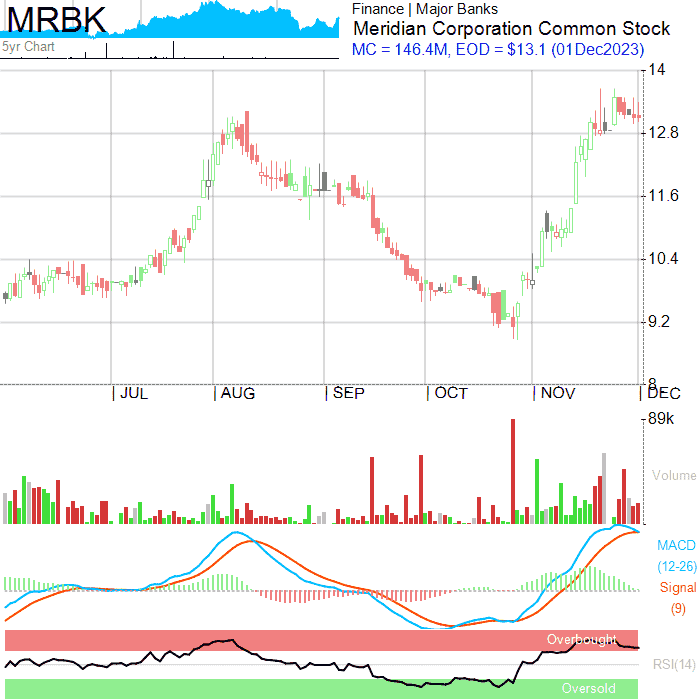 MRBK
5yr Chart
Finance | Major Banks
Meridian Corporation Common Stock
MC = 146.4M, EOD = $13.1 (01Dec2023)
14
12.8
11.6
10.4
9.2
8
JUL
AUG
SEP
OCT
NOV
DEC
89k
Volume
MACD
(12-26)
Signal
(9)
Overbought
RSI(14)
Oversold